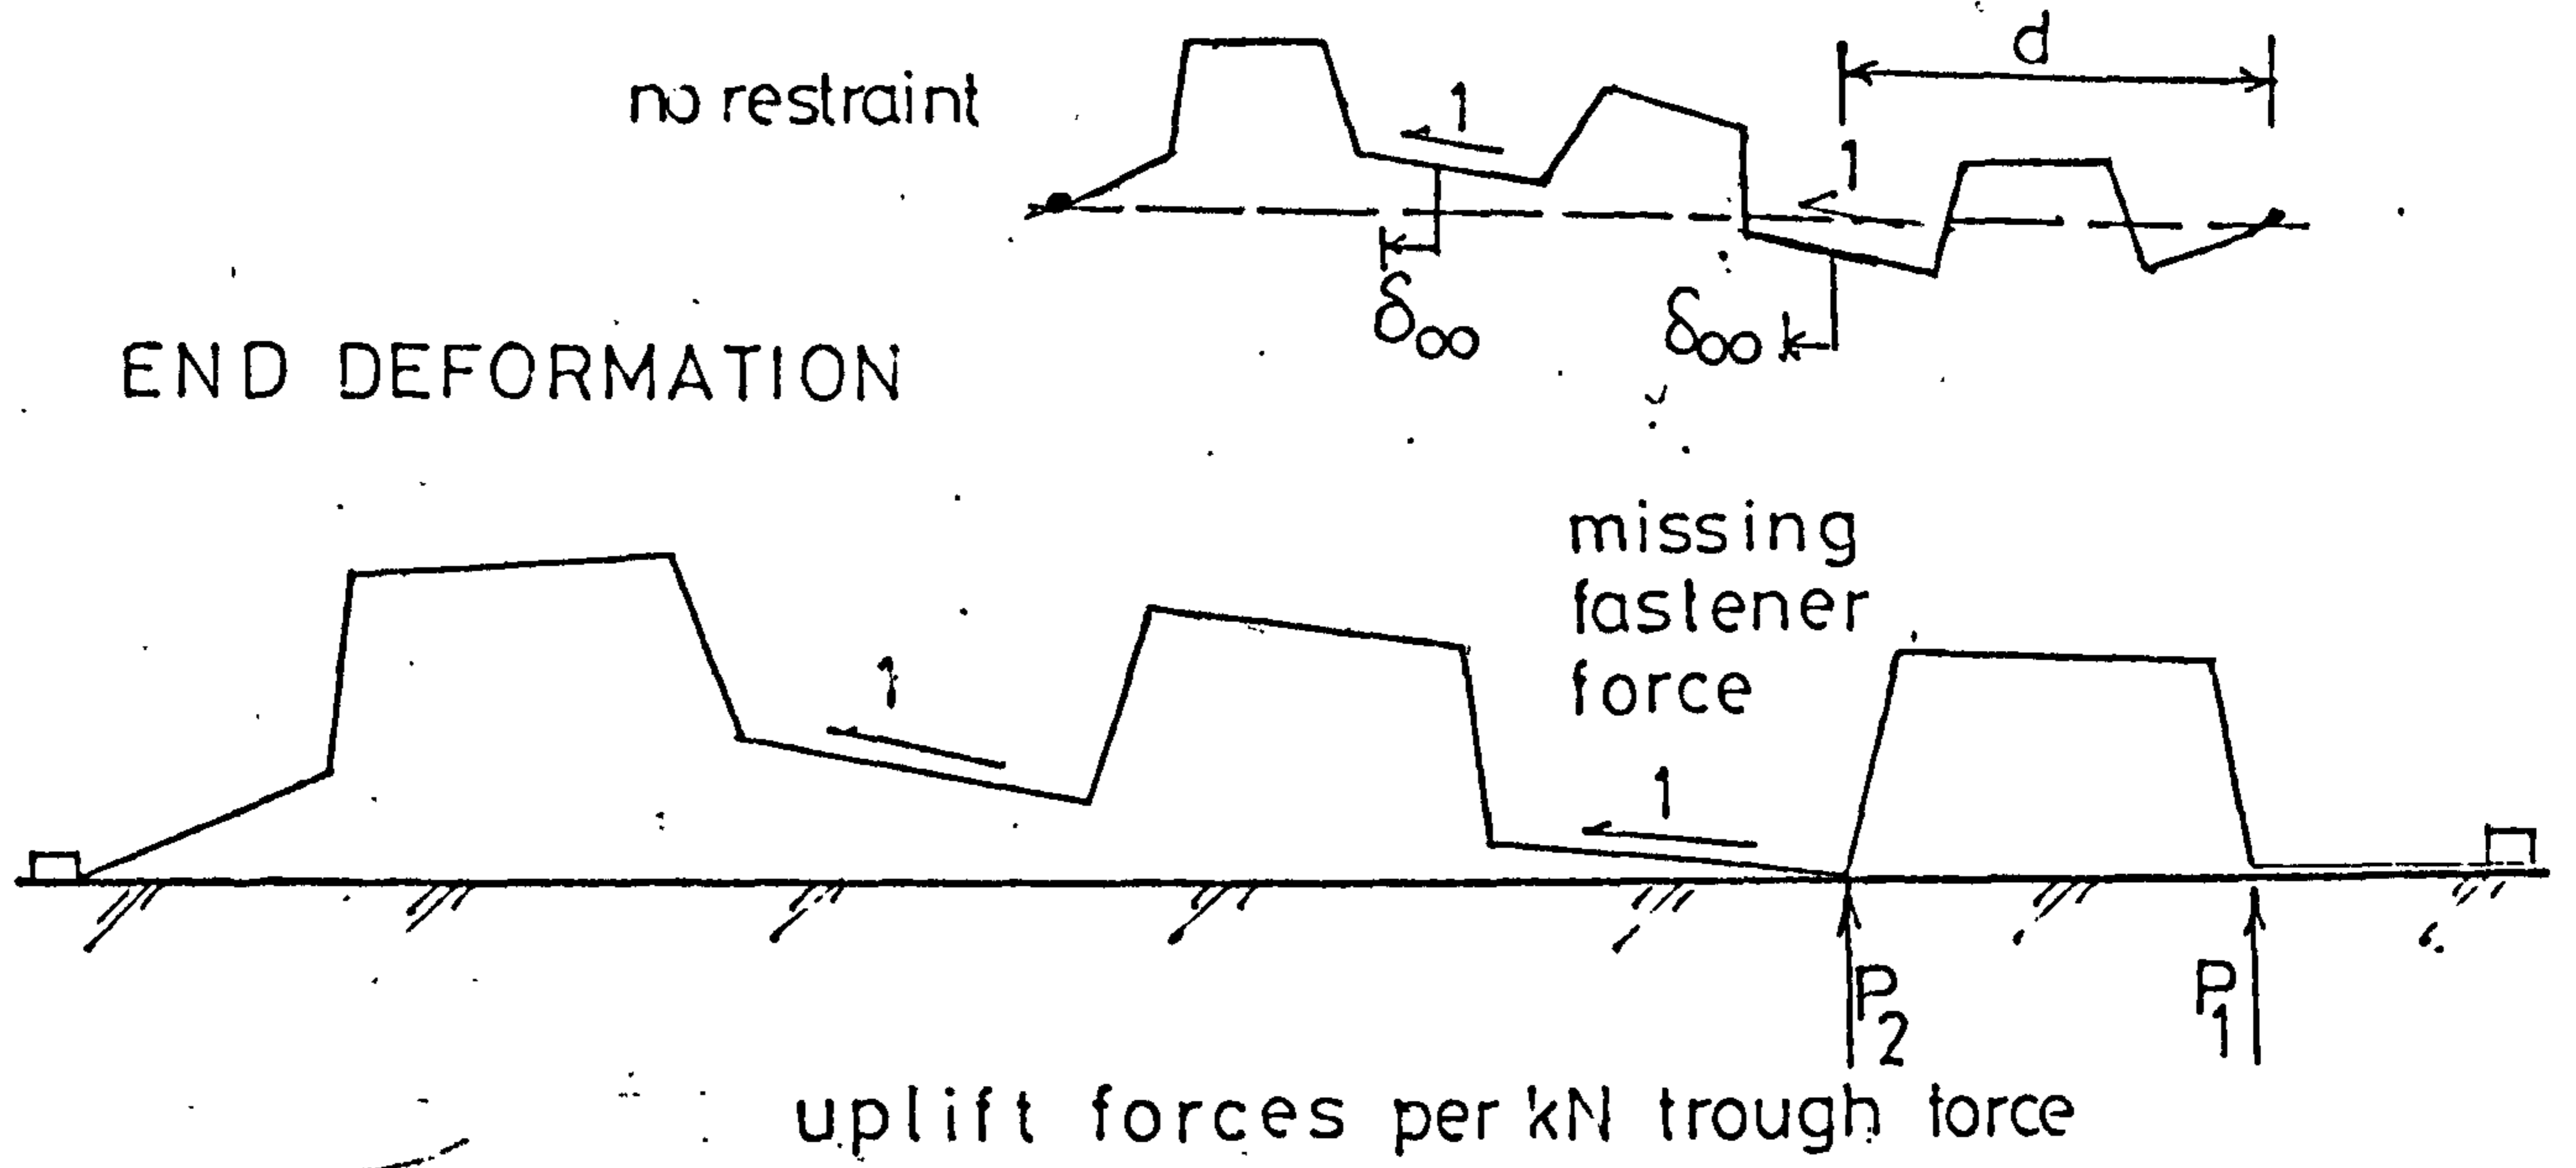 d
no restraint
1
1
δ∞
δ∞
END DEFORMATION
missing
fastener
force
1
1
P2
P1
uplift forces per kN trough force